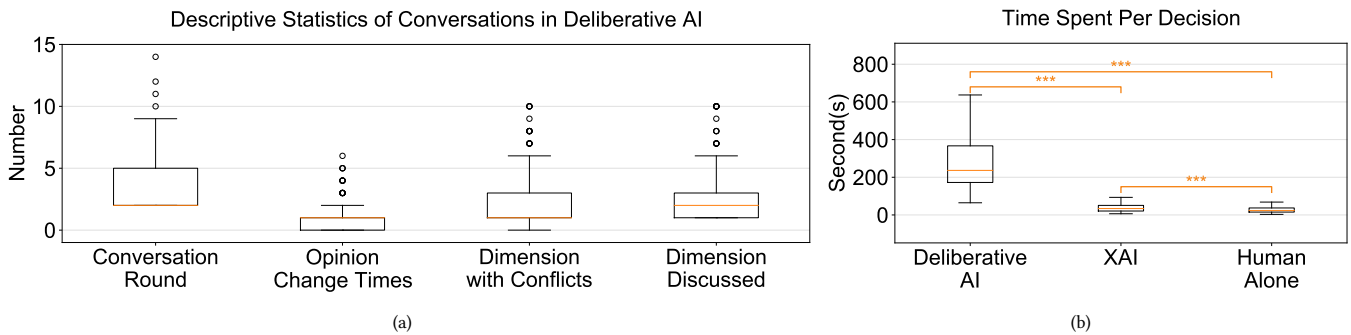 Descriptive Statistics of Conversations in Deliberative AI
15
10
5
0
Number
Conversation
Round
Opinion
Change Times
Dimension
with Conflicts
Dimension
Discussed
(a)
Time Spent Per Decision
800
600
400
200
0
Second(s)
***
***
***
Deliberative
AI
XAI
Human
Alone
(b)